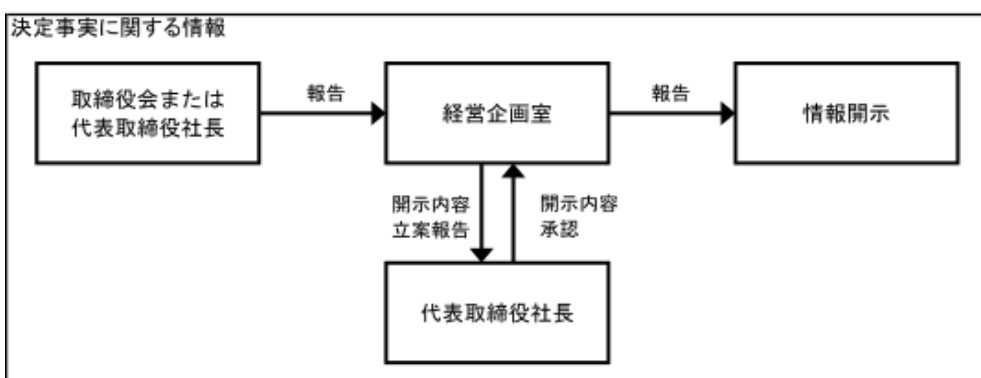 決定事実に関する情報
取締役会または
代表取締役社長
報告
経営企画室
報告
情報開示
開示内容
立案報告
開示内容
承認
代表取締役社長